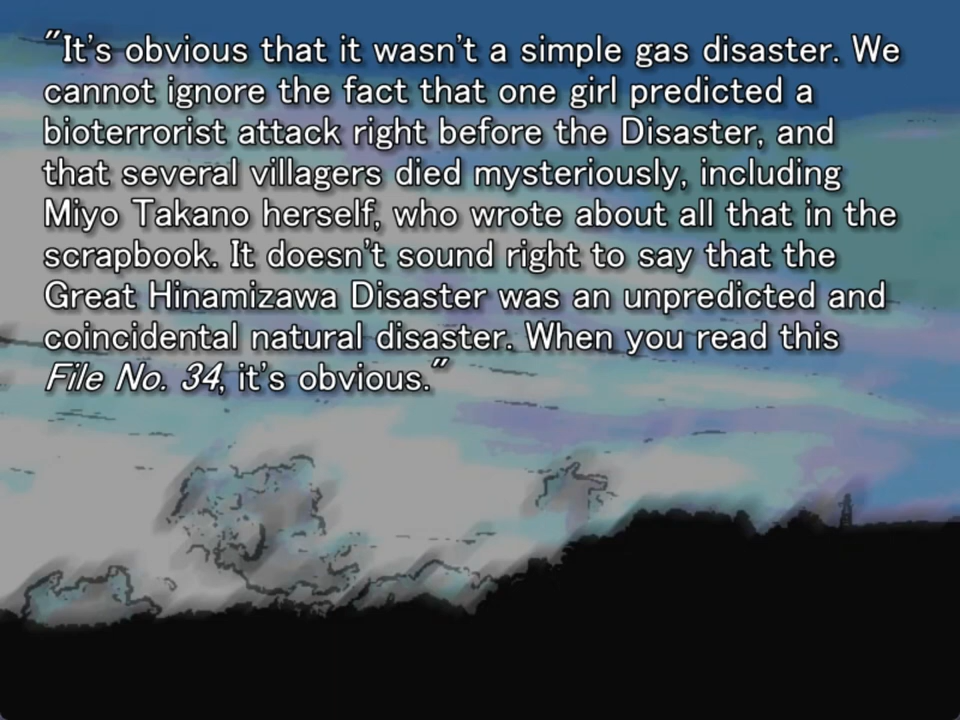 "It's obvious that it wasn't a simple gas disaster. We
cannot ignore the fact that one girl predicted a
bioterrorist attack right before the Disaster, and
that several villagers died mysteriously, including
Miyo Takano herself, who wrote about all that in the
scrapbook. It doesn't sound right to say that the
Great Hinamizawa Disaster was an unpredicted and
coincidental natural disaster. When you read this
File No. 34, it's obvious."